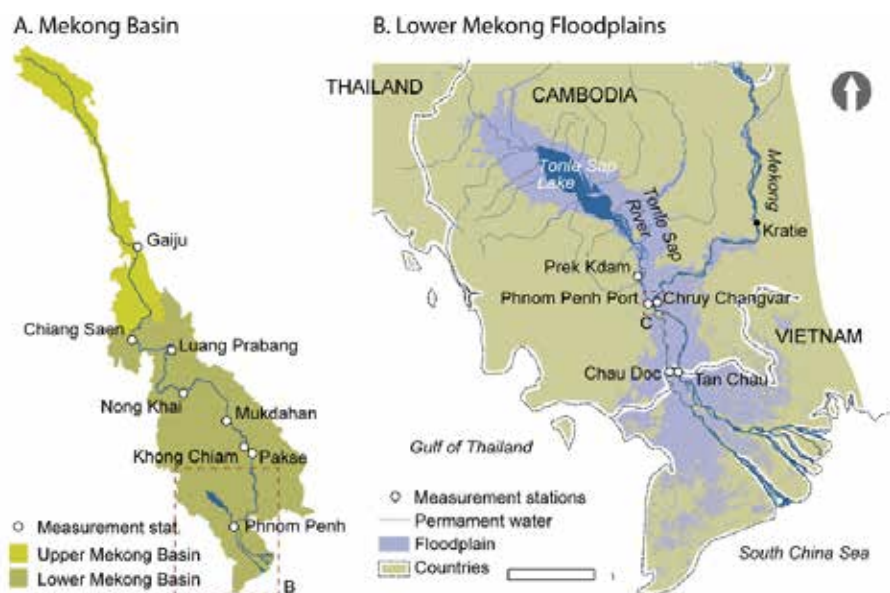 A. Mekong Basin
Gaiju
Chiang Saen
Luang Prabang
Nong Khai
Mukdahan
Khong Chiam
Pakse
Phnom Penh
Measurement stat.
Upper Mekong Basin
Lower Mekong Basin
B
B. Lower Mekong Floodplains
THAILAND
CAMBODIA
Tonle Sap
Lake
Tonle Sap
River
Mekong
Kratie
Prek Kdam
Phnom Penh Port
Chruy Changvar
C
VIETNAM
Chau Doc
Tan Chau
Gulf of Thailand
Measurement stations
Permament water
Floodplain
Countries
South China Sea